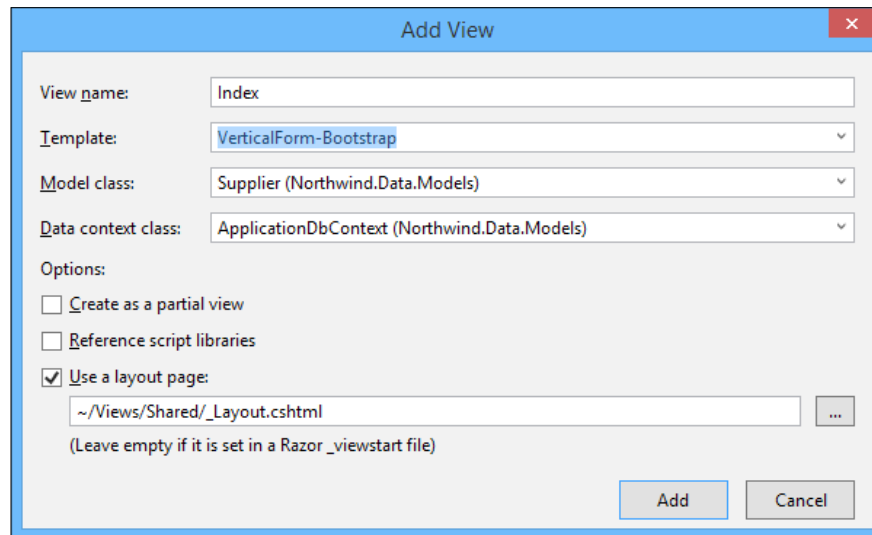 Add View
View name: Index
Template: VerticalForm-Bootstrap
Model class: Supplier (Northwind.Data.Models)
Data context class: ApplicationDbContext (Northwind.Data.Models)
Options:
Create as a partial view
Reference script libraries
Use a layout page:
~/Views/Shared/_Layout.cshtml
...
(Leave empty if it is set in a Razor _viewstart file)
Add Cancel